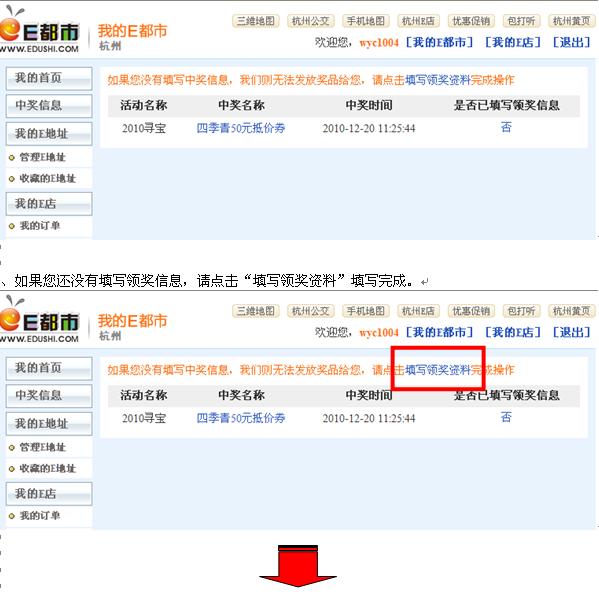 三维地图 杭州公交 手机地图 杭州E店 优惠促销 包打听 杭州黄页
E都市 我的E都市
WWW.EDUSHI.COM 杭州
欢迎您，wyc1004 [我的E都市] [我的E店] [退出]
我的首页
中奖信息
我的E地址
管理E地址
收藏的E地址
我的E店
我的订单
如果您没有填写中奖信息，我们则无法发放奖品给您，请点击填写领奖资料完成操作
活动名称 中奖名称 中奖时间 是否已填写领奖信息
2010寻宝 四季青50元抵价券 2010-12-20 11:25:44 否
、如果您还没有填写领奖信息，请点击“填写领奖资料”填写完成。
三维地图 杭州公交 手机地图 杭州E店 优惠促销 包打听 杭州黄页
E都市 我的E都市
WWW.EDUSHI.COM 杭州
欢迎您，wyc1004 [我的E都市] [我的E店] [退出]
我的首页
中奖信息
我的E地址
管理E地址
收藏的E地址
我的E店
我的订单
如果您没有填写中奖信息，我们则无法发放奖品给您，请点击填写领奖资料完成操作
活动名称 中奖名称 中奖时间 是否已填写领奖信息
2010寻宝 四季青50元抵价券 2010-12-20 11:25:44 否